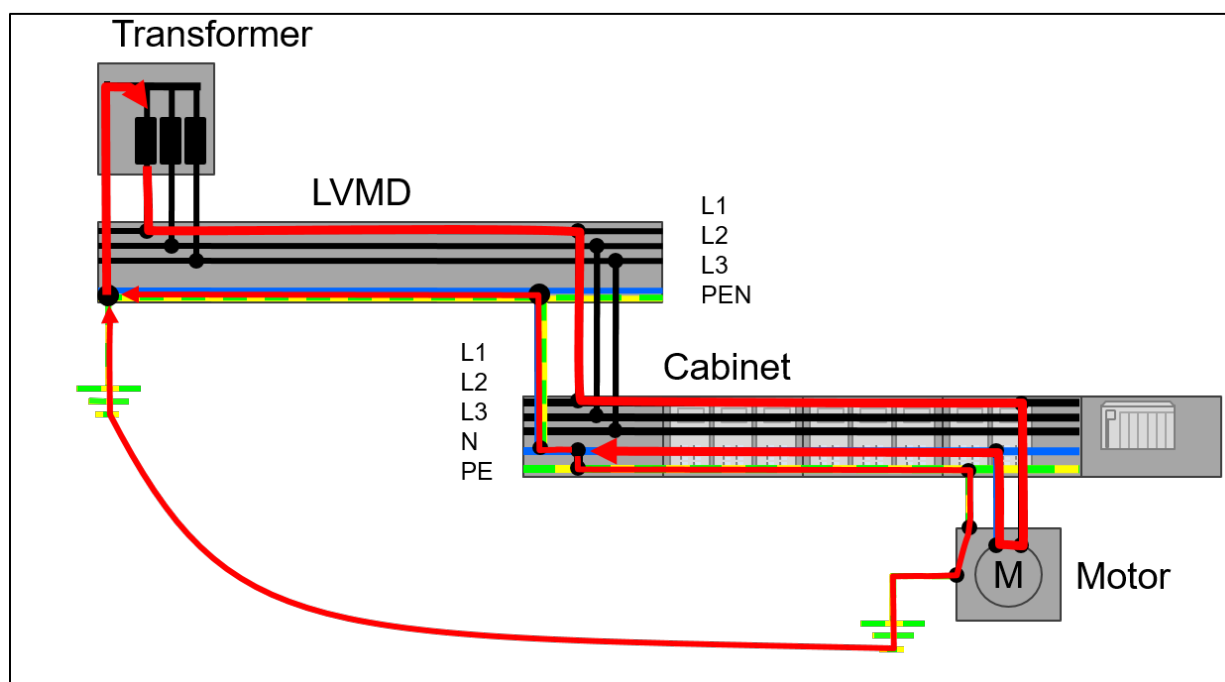 Transformer
LVMD
L1
L2
L3
PEN
L1
L2
L3
N
PE
Cabinet
M
Motor